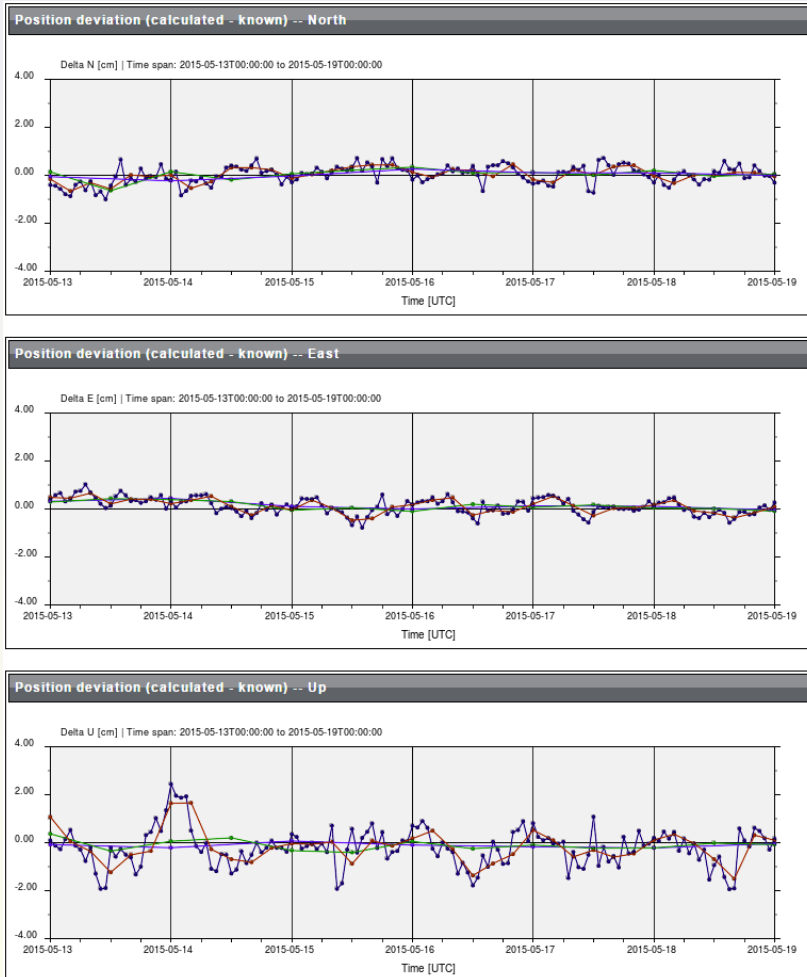 Position deviation (calculated - known) -- North
Delta N [cm] | Time span: 2015-05-13T00:00:00 to 2015-05-19T00:00:00
4.00
2.00
0.00
-2.00
-4.00
2015-05-13 2015-05-14 2015-05-15 2015-05-16 2015-05-17 2015-05-18 2015-05-19
Time [UTC]
Position deviation (calculated - known) -- East
Delta E [cm] | Time span: 2015-05-13T00:00:00 to 2015-05-19T00:00:00
4.00
2.00
0.00
-2.00
-4.00
2015-05-13 2015-05-14 2015-05-15 2015-05-16 2015-05-17 2015-05-18 2015-05-19
Time [UTC]
Position deviation (calculated - known) -- Up
Delta U [cm] | Time span: 2015-05-13T00:00:00 to 2015-05-19T00:00:00
4.00
2.00
0.00
-2.00
-4.00
2015-05-13 2015-05-14 2015-05-15 2015-05-16 2015-05-17 2015-05-18 2015-05-19
Time [UTC]